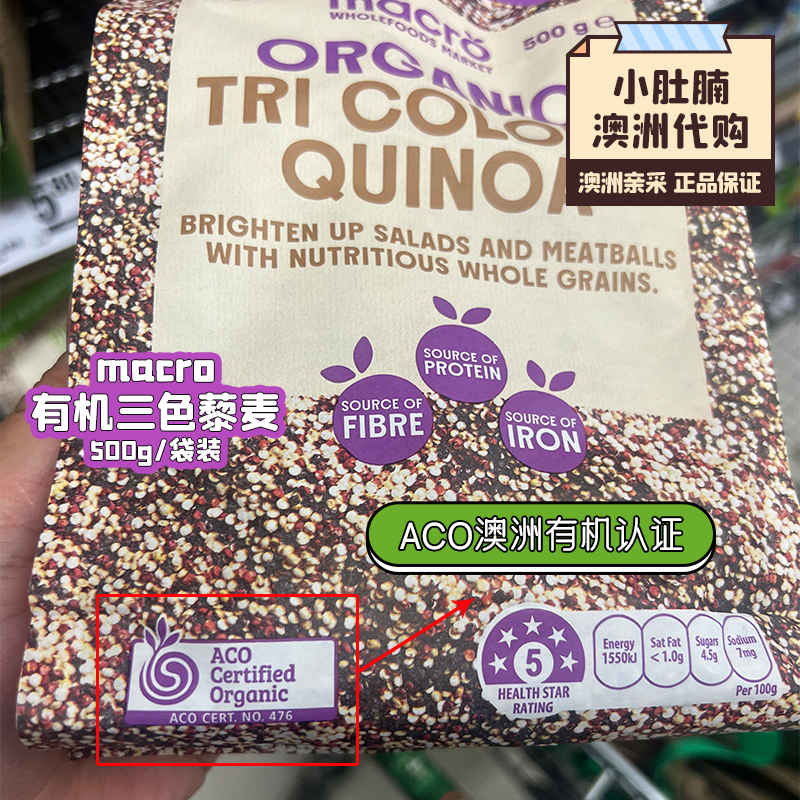 macro
WHOLEFOODS MARKET
500 g e
ORGANIC
TRI COLO
QUINOA
BRIGHTEN UP SALADS AND MEATBALLS
WITH NUTRITIOUS WHOLE GRAINS.
小肚腩
澳洲代购
澳洲亲采 正品保证
5
SOURCE OF
PROTEIN
SOURCE OF
FIBRE
SOURCE OF
IRON
macro
有机三色藜麦
500g/袋装
ACO澳洲有机认证
ACO
Certified
Organic
ACO CERT. NO. 476
5
HEALTH STAR
RATING
Energy
1550kJ
Sat Fat
< 1.0g
Sugars
4.5g
Sodium
7mg
Per 100g